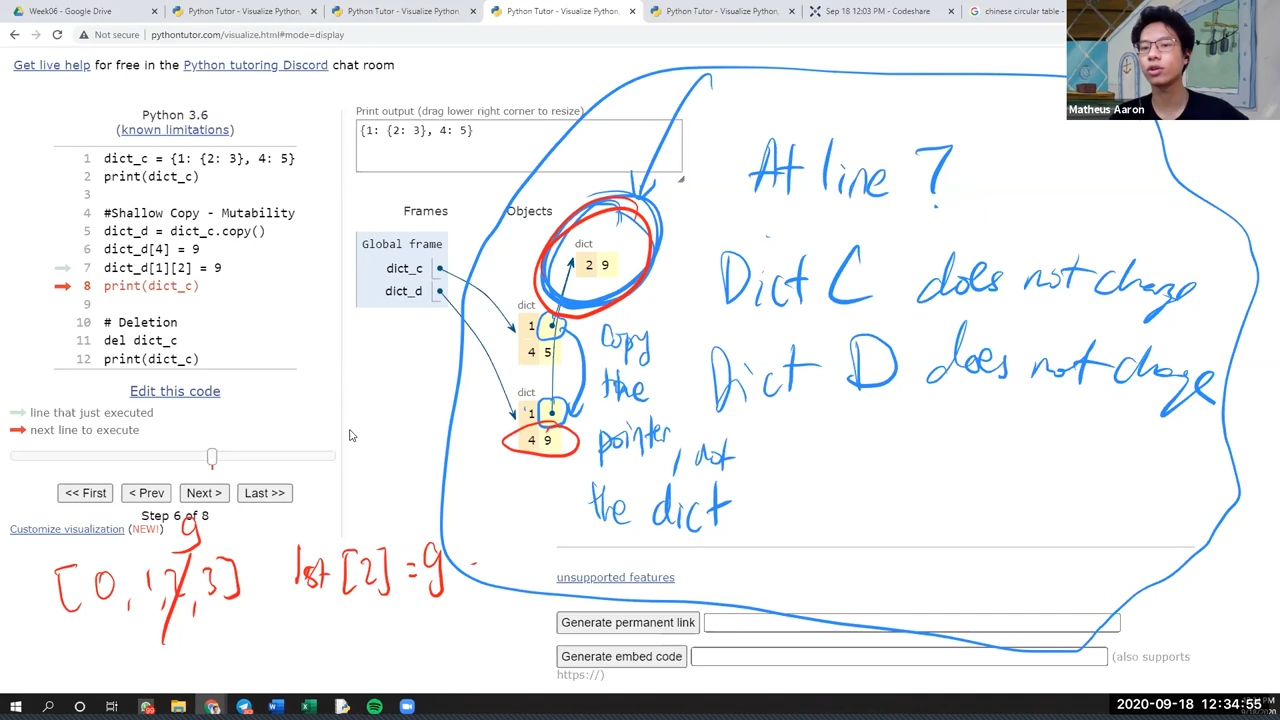 Week06 - Google Drive
Python Tutor - Visualize Python,
Python Tutor - Visualize Python,
Python Tutor - Visualize Python,
Python Tutor - Visualize Python,
Sep 18 12:03 PM - Codeshare
chinese circular table -
Not secure | pythontutor.com/visualize.html#mode=display
Matheus Aaron
Get live help for free in the Python tutoring Discord chat room
Python 3.6
(known limitations)
1 dict_c = {1: {2: 3}, 4: 5}
2 print(dict_c)
3
4 #Shallow Copy - Mutability
5 dict_d = dict_c.copy()
6 dict_d[4] = 9
7 dict_d[1][2] = 9
8 print(dict_c)
9
10 # Deletion
11 del dict_c
12 print(dict_c)
Edit this code
line that just executed
next line to execute
<< First
< Prev
Next >
Last >>
Step 6 of 8
Customize visualization (NEW!)
Print output (drag lower right corner to resize)
{1: {2: 3}, 4: 5}
Frames
Objects
Global frame
dict_c
dict_d
dict
2 9
dict
1
4 5
dict
1
4 9
copy
the
pointer, not
the dict
At line 7
Dict C does not change
Dict D does not change
9
[0, 1, 2, 3] list [2] = 9
unsupported features
Generate permanent link
Generate embed code
(also supports
https://)
2020-09-18 12:34:55